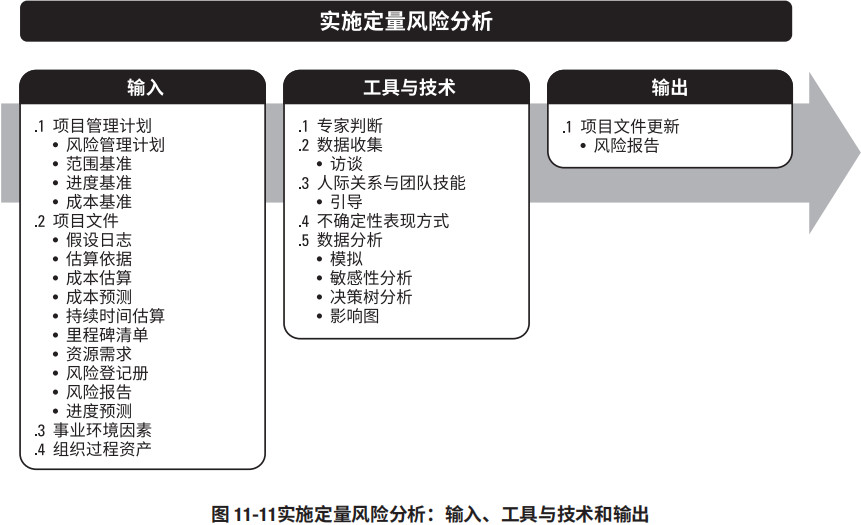 实施定量风险分析
输入
.1 项目管理计划
• 风险管理计划
• 范围基准
• 进度基准
• 成本基准
.2 项目文件
• 假设日志
• 估算依据
• 成本估算
• 成本预测
• 持续时间估算
• 里程碑清单
• 资源需求
• 风险登记册
• 风险报告
• 进度预测
.3 事业环境因素
.4 组织过程资产
工具与技术
.1 专家判断
.2 数据收集
• 访谈
.3 人际关系与团队技能
• 引导
.4 不确定性表现方式
.5 数据分析
• 模拟
• 敏感性分析
• 决策树分析
• 影响图
输出
.1 项目文件更新
• 风险报告
图 11-11实施定量风险分析：输入、工具与技术和输出